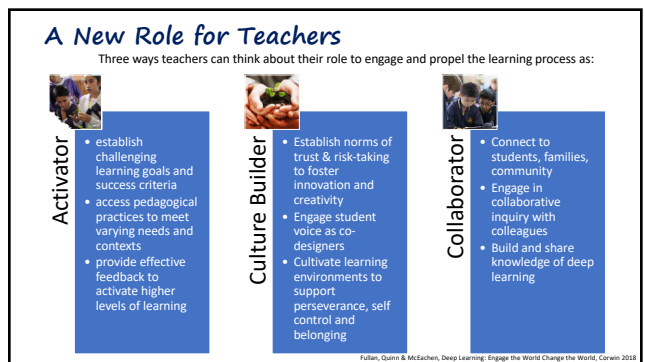 A New Role for Teachers
Three ways teachers can think about their role to engage and propel the learning process as:
Activator
• establish
challenging
learning goals and
success criteria
• access pedagogical
practices to meet
varying needs and
contexts
• provide effective
feedback to
activate higher
levels of learning
Culture Builder
• Establish norms of
trust & risk-taking
to foster
innovation and
creativity
• Engage student
voice as co-
designers
• Cultivate learning
environments to
support
perseverance, self
control and
belonging
Collaborator
• Connect to
students, families,
community
• Engage in
collaborative
inquiry with
colleagues
• Build and share
knowledge of deep
learning
Fullan, Quinn & McEachen, Deep Learning: Engage the World Change the World, Corwin 2018